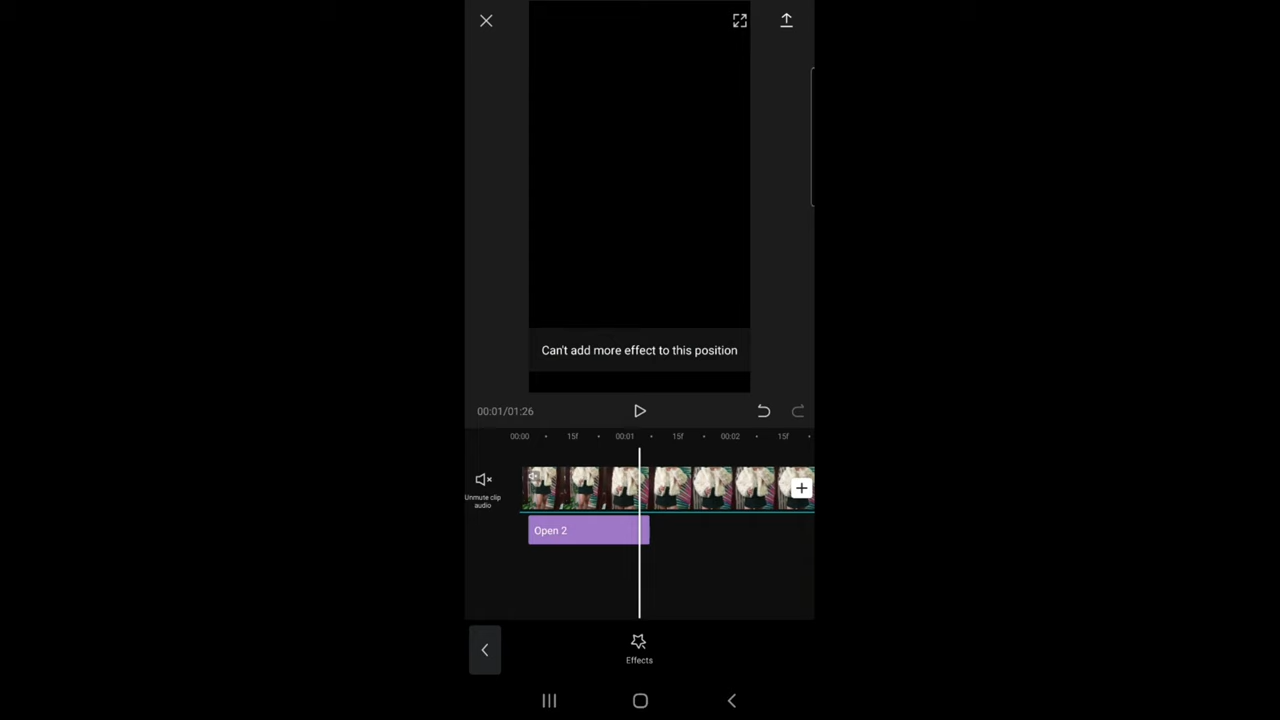 Can't add more effect to this position
00:01/01:26
00:00 15f 00:01 15f 00:02 15f
Unmute clip
audio
Open 2
Effects